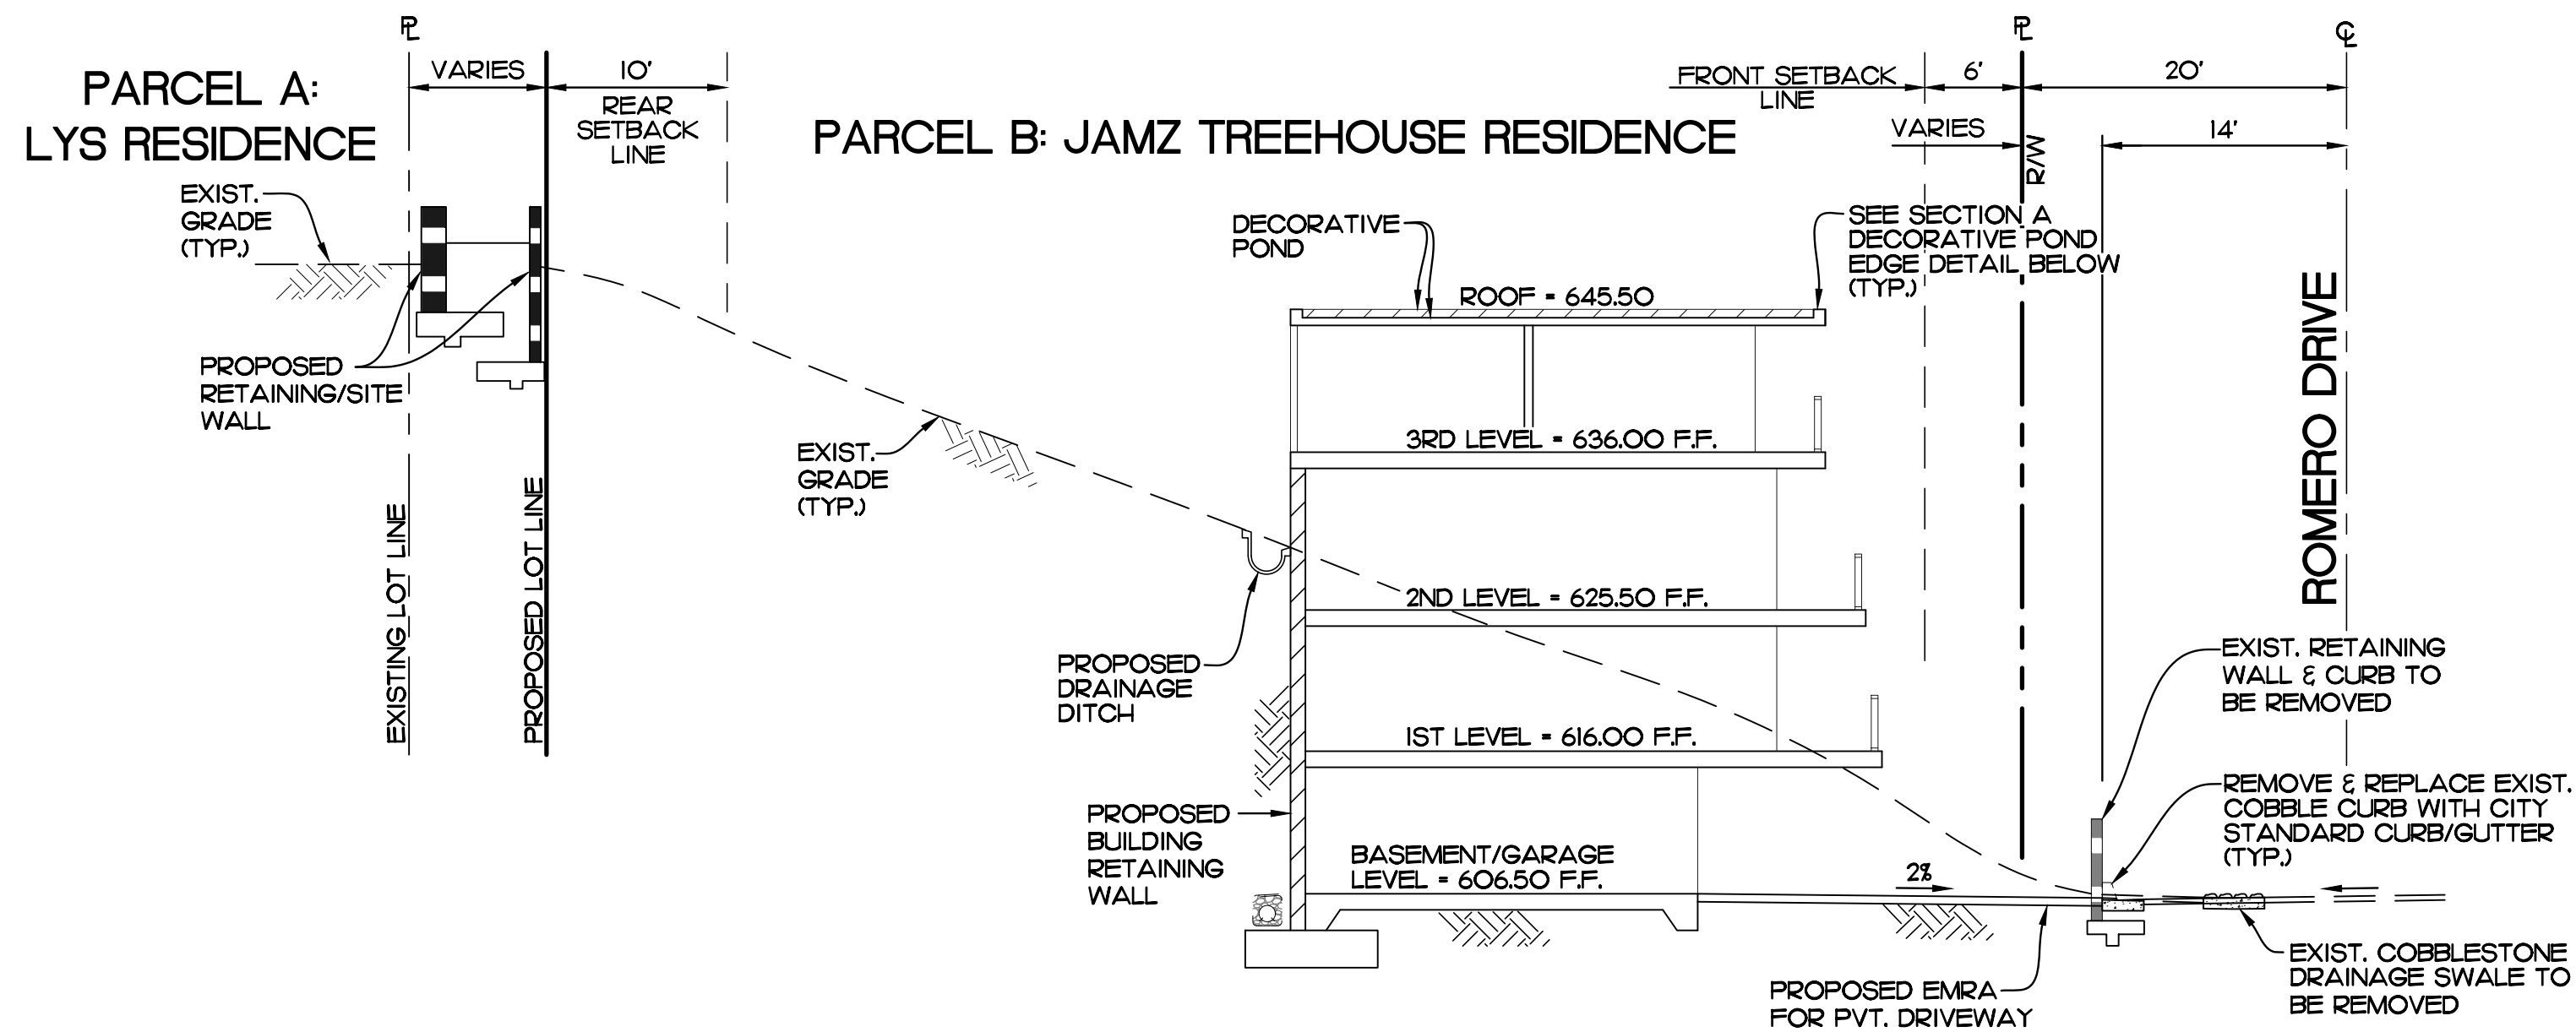 PL
PL
CL
VARIES
10'
REAR
SETBACK
LINE
PARCEL A:
LYS RESIDENCE
PARCEL B: JAMZ TREEHOUSE RESIDENCE
FRONT SETBACK
LINE
6'
20'
VARIES
14'
R/W
EXIST.
GRADE
(TYP.)
DECORATIVE
POND
SEE SECTION A
DECORATIVE POND
EDGE DETAIL BELOW
(TYP.)
ROOF = 645.50
ROMERO DRIVE
PROPOSED
RETAINING/SITE
WALL
EXIST.
GRADE
(TYP.)
3RD LEVEL = 636.00 F.F.
EXISTING LOT LINE
PROPOSED LOT LINE
2ND LEVEL = 625.50 F.F.
PROPOSED
DRAINAGE
DITCH
EXIST. RETAINING
WALL & CURB TO
BE REMOVED
1ST LEVEL = 616.00 F.F.
REMOVE & REPLACE EXIST.
COBBLE CURB WITH CITY
STANDARD CURB/GUTTER
(TYP.)
PROPOSED
BUILDING
RETAINING
WALL
BASEMENT/GARAGE
LEVEL = 606.50 F.F.
2%
EXIST. COBBLESTONE
DRAINAGE SWALE TO
BE REMOVED
PROPOSED EMRA
FOR PVT. DRIVEWAY